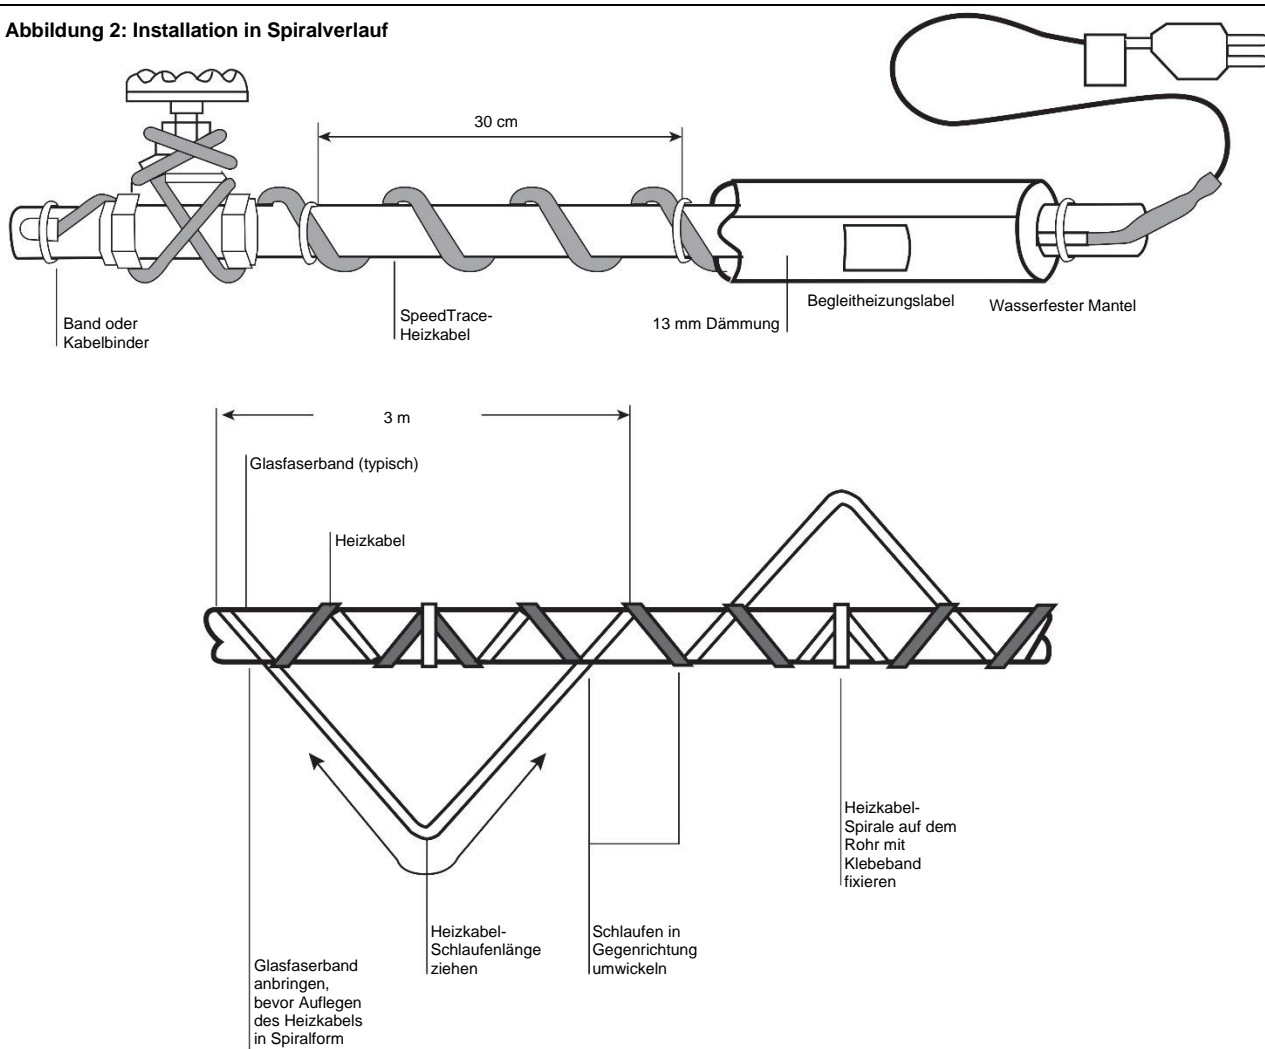 Abbildung 2: Installation in Spiralverlauf
30 cm
Band oder
Kabelbinder
SpeedTrace-
Heizkabel
13 mm Dämmung
Begleitheizungslabel
Wasserfester Mantel
3 m
Glasfaserband (typisch)
Heizkabel
Heizkabel-
Spirale auf dem
Rohr mit
Klebeband
fixieren
Heizkabel-
Schlaufenlänge
ziehen
Schlaufen in
Gegenrichtung
umwickeln
Glasfaserband
anbringen,
bevor Auflegen
des Heizkabels
in Spiralform